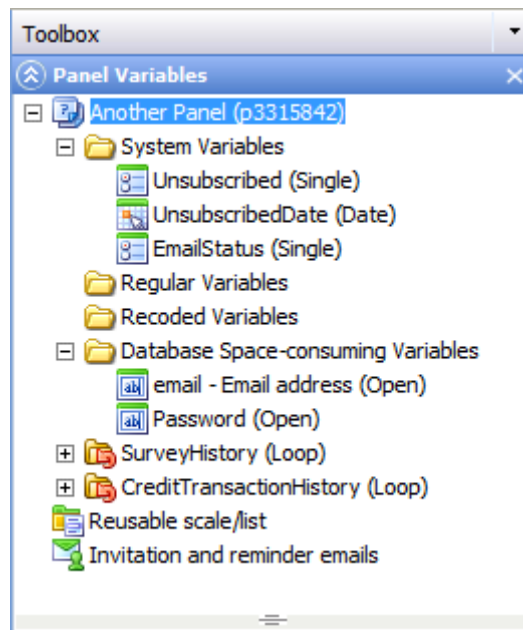 Toolbox
Panel Variables
Another Panel (p3315842)
System Variables
Unsubscribed (Single)
UnsubscribedDate (Date)
EmailStatus (Single)
Regular Variables
Recoded Variables
Database Space-consuming Variables
email - Email address (Open)
Password (Open)
SurveyHistory (Loop)
CreditTransactionHistory (Loop)
Reusable scale/list
Invitation and reminder emails